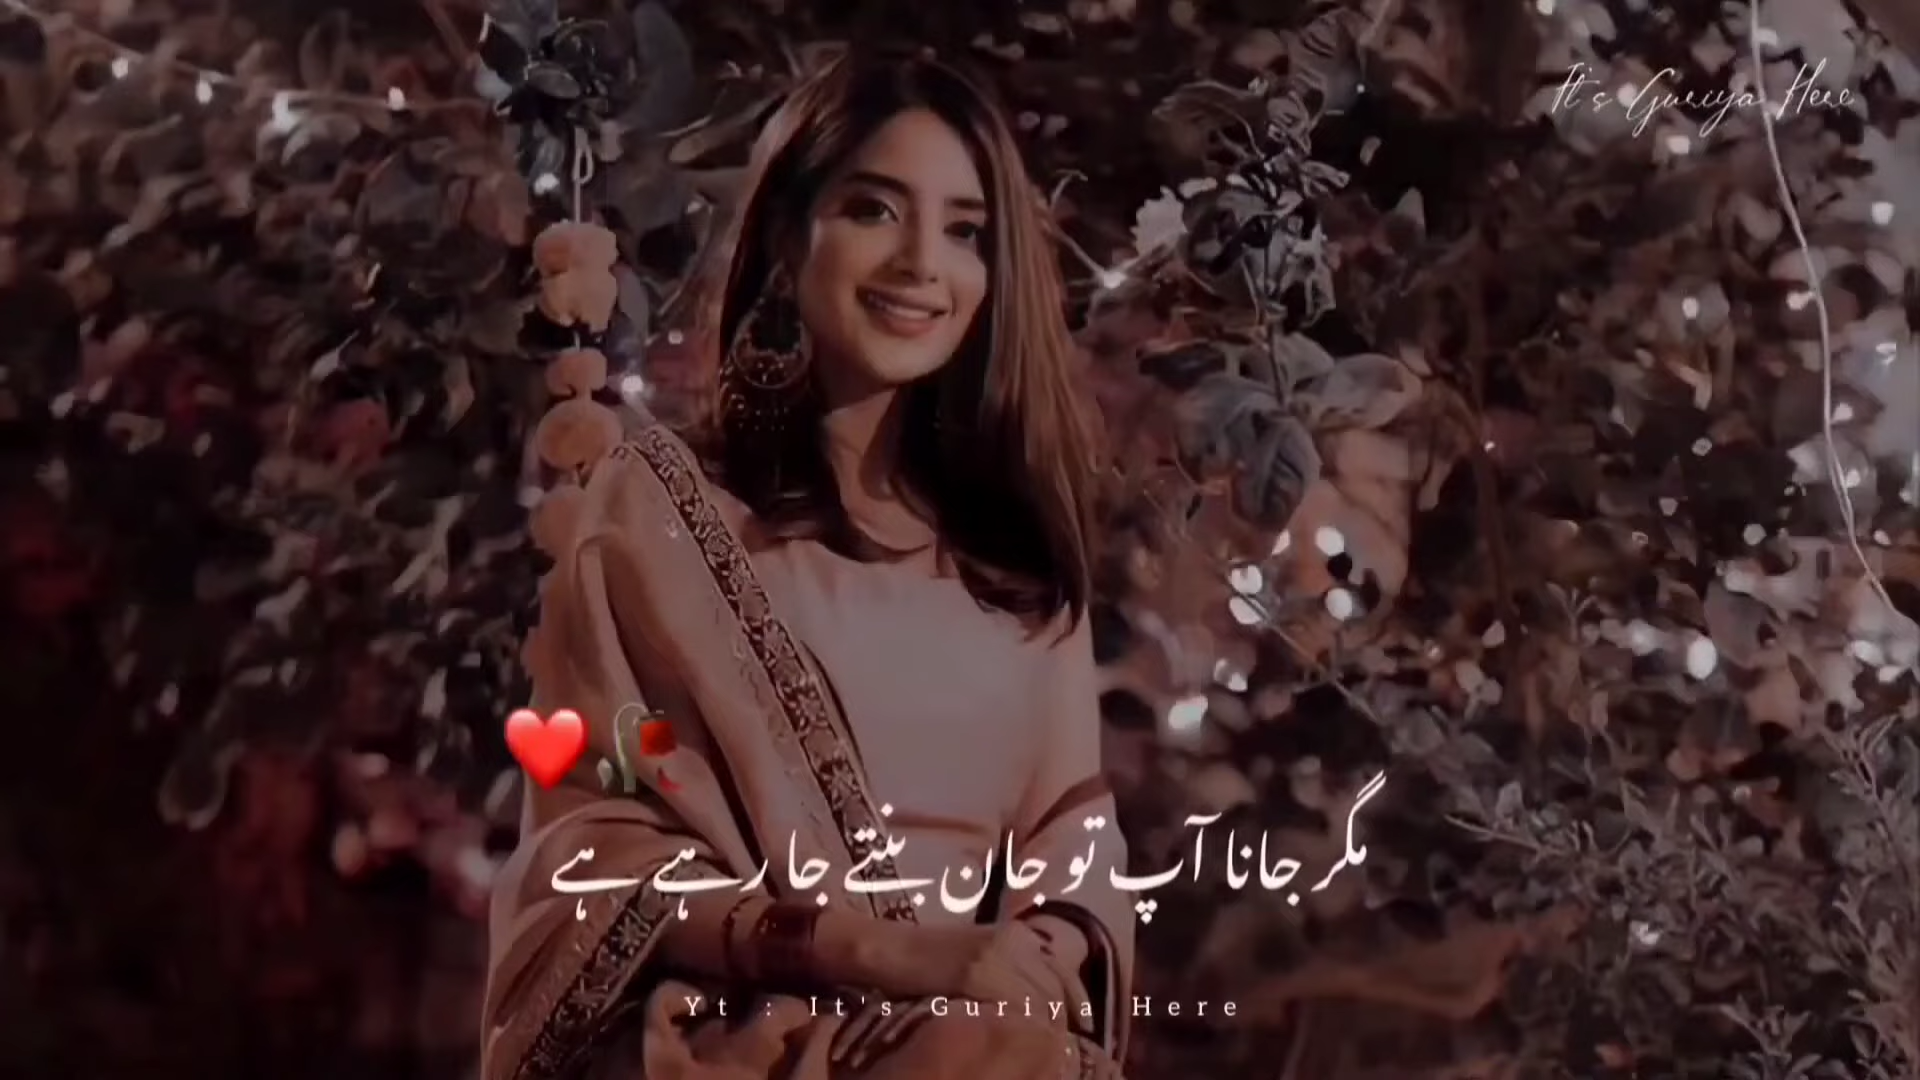 It's Guriya Here
❤️🥀
مگر جانا آپ تو جان بنتے جا رہے ہے
Yt : It's Guriya Here